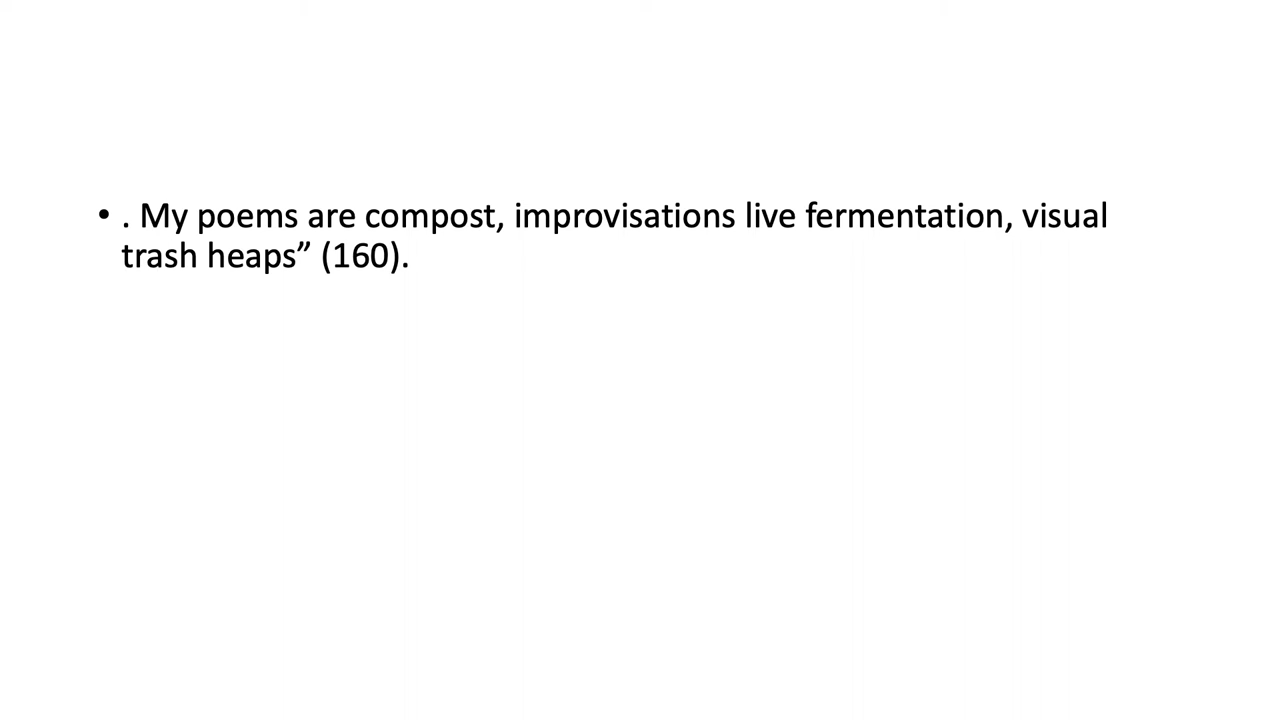 • . My poems are compost, improvisations live fermentation, visual
trash heaps” (160).